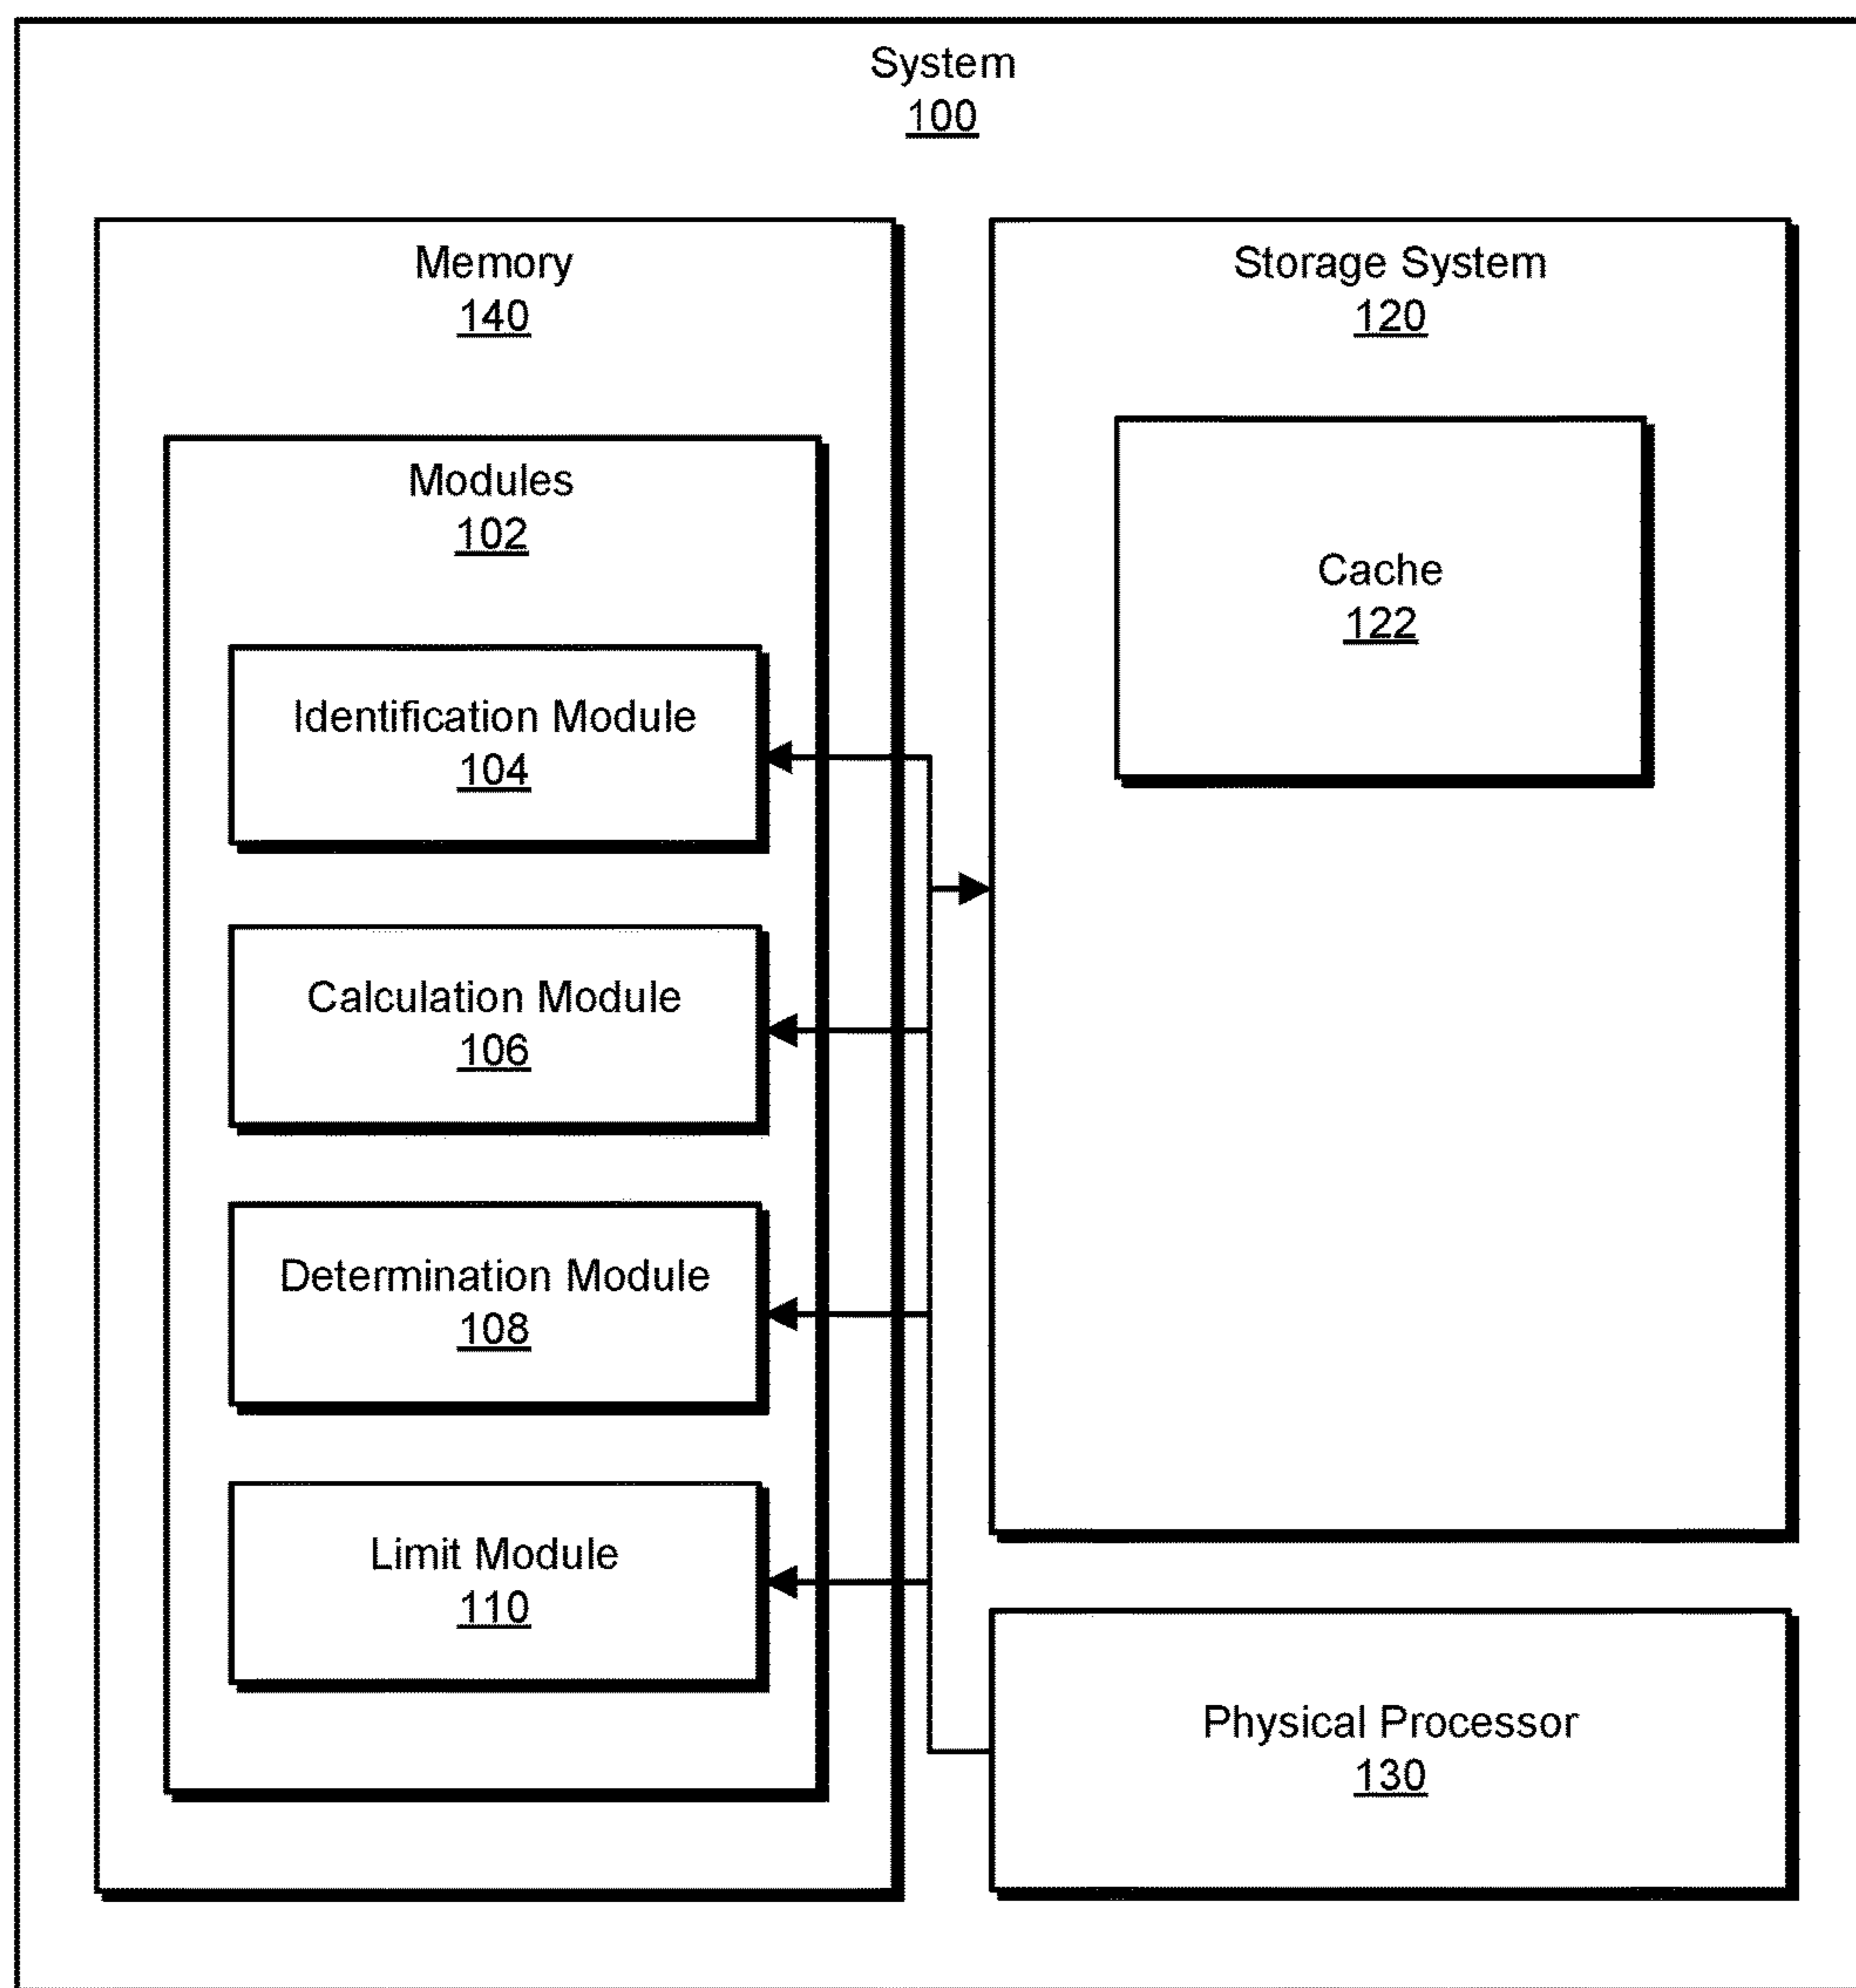 System
100
Memory
140
Modules
102
Identification Module
104
Calculation Module
106
Determination Module
108
Limit Module
110
Storage System
120
Cache
122
Physical Processor
130